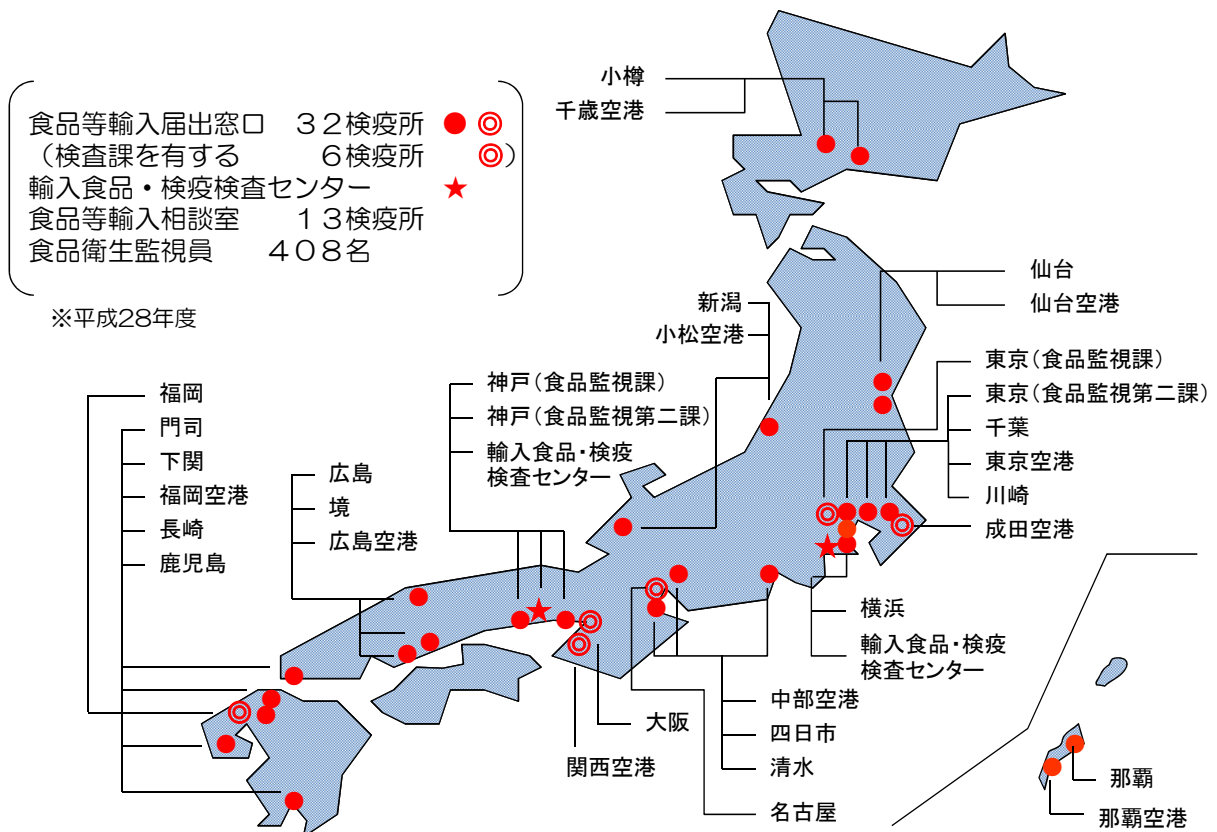 食品等輸入届出窓口　３２検疫所 ● ◎
（検査課を有する　　６検疫所　◎）
輸入食品・検疫検査センター ★
食品等輸入相談室　１３検疫所
食品衛生監視員　４０８名
※平成28年度
小樽
千歳空港
仙台
仙台空港
新潟
小松空港
東京(食品監視課)
東京(食品監視第二課)
千葉
東京空港
川崎
成田空港
神戸(食品監視課)
神戸(食品監視第二課)
輸入食品・検疫
検査センター
広島
境
広島空港
福岡
門司
下関
福岡空港
長崎
鹿児島
横浜
輸入食品・検疫
検査センター
中部空港
四日市
清水
名古屋
大阪
関西空港
那覇
那覇空港